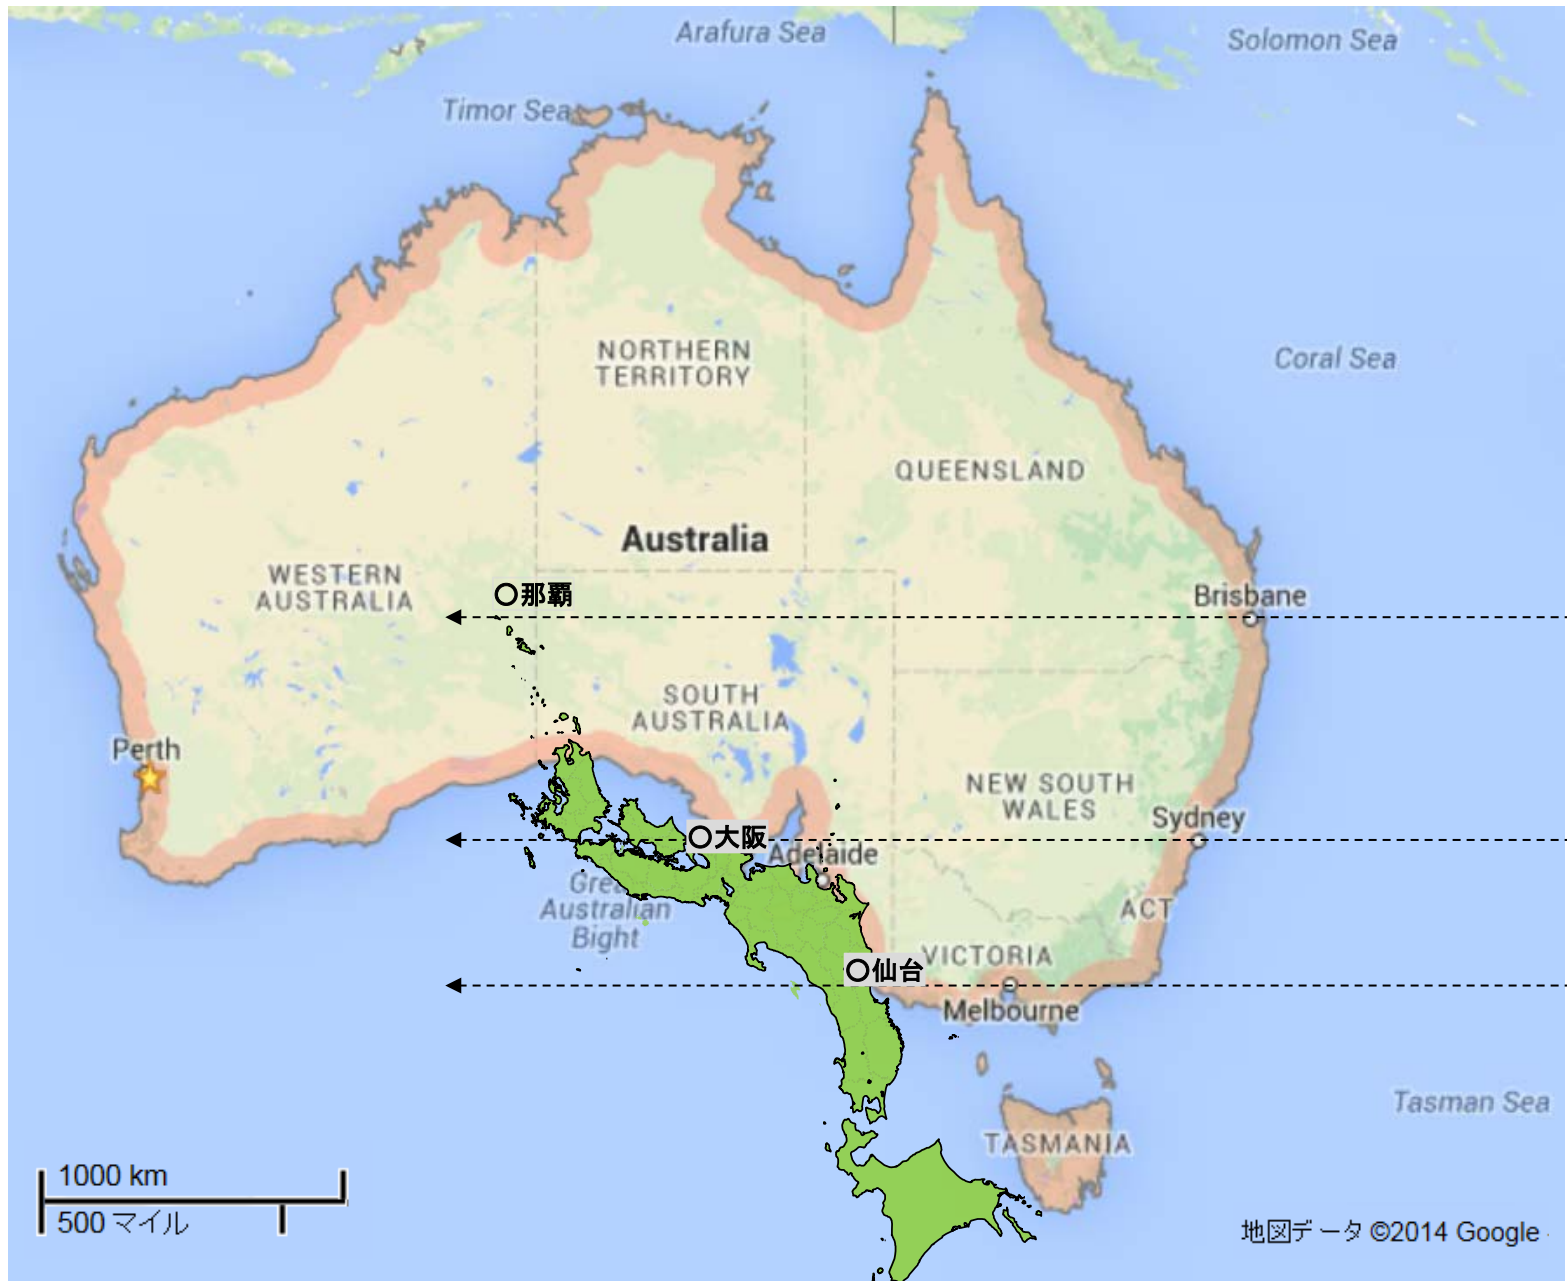 Arafura Sea
Solomon Sea
Timor Sea
NORTHERN
TERRITORY
Coral Sea
QUEENSLAND
Australia
WESTERN
AUSTRALIA
○那覇
Brisbane
SOUTH
AUSTRALIA
Perth
NEW SOUTH
WALES
Sydney
○大阪
Adelaide
Great
Australian
Bight
ACT
○仙台
VICTORIA
Melbourne
Tasman Sea
TASMANIA
1000 km
500 マイル
地図データ ©2014 Google